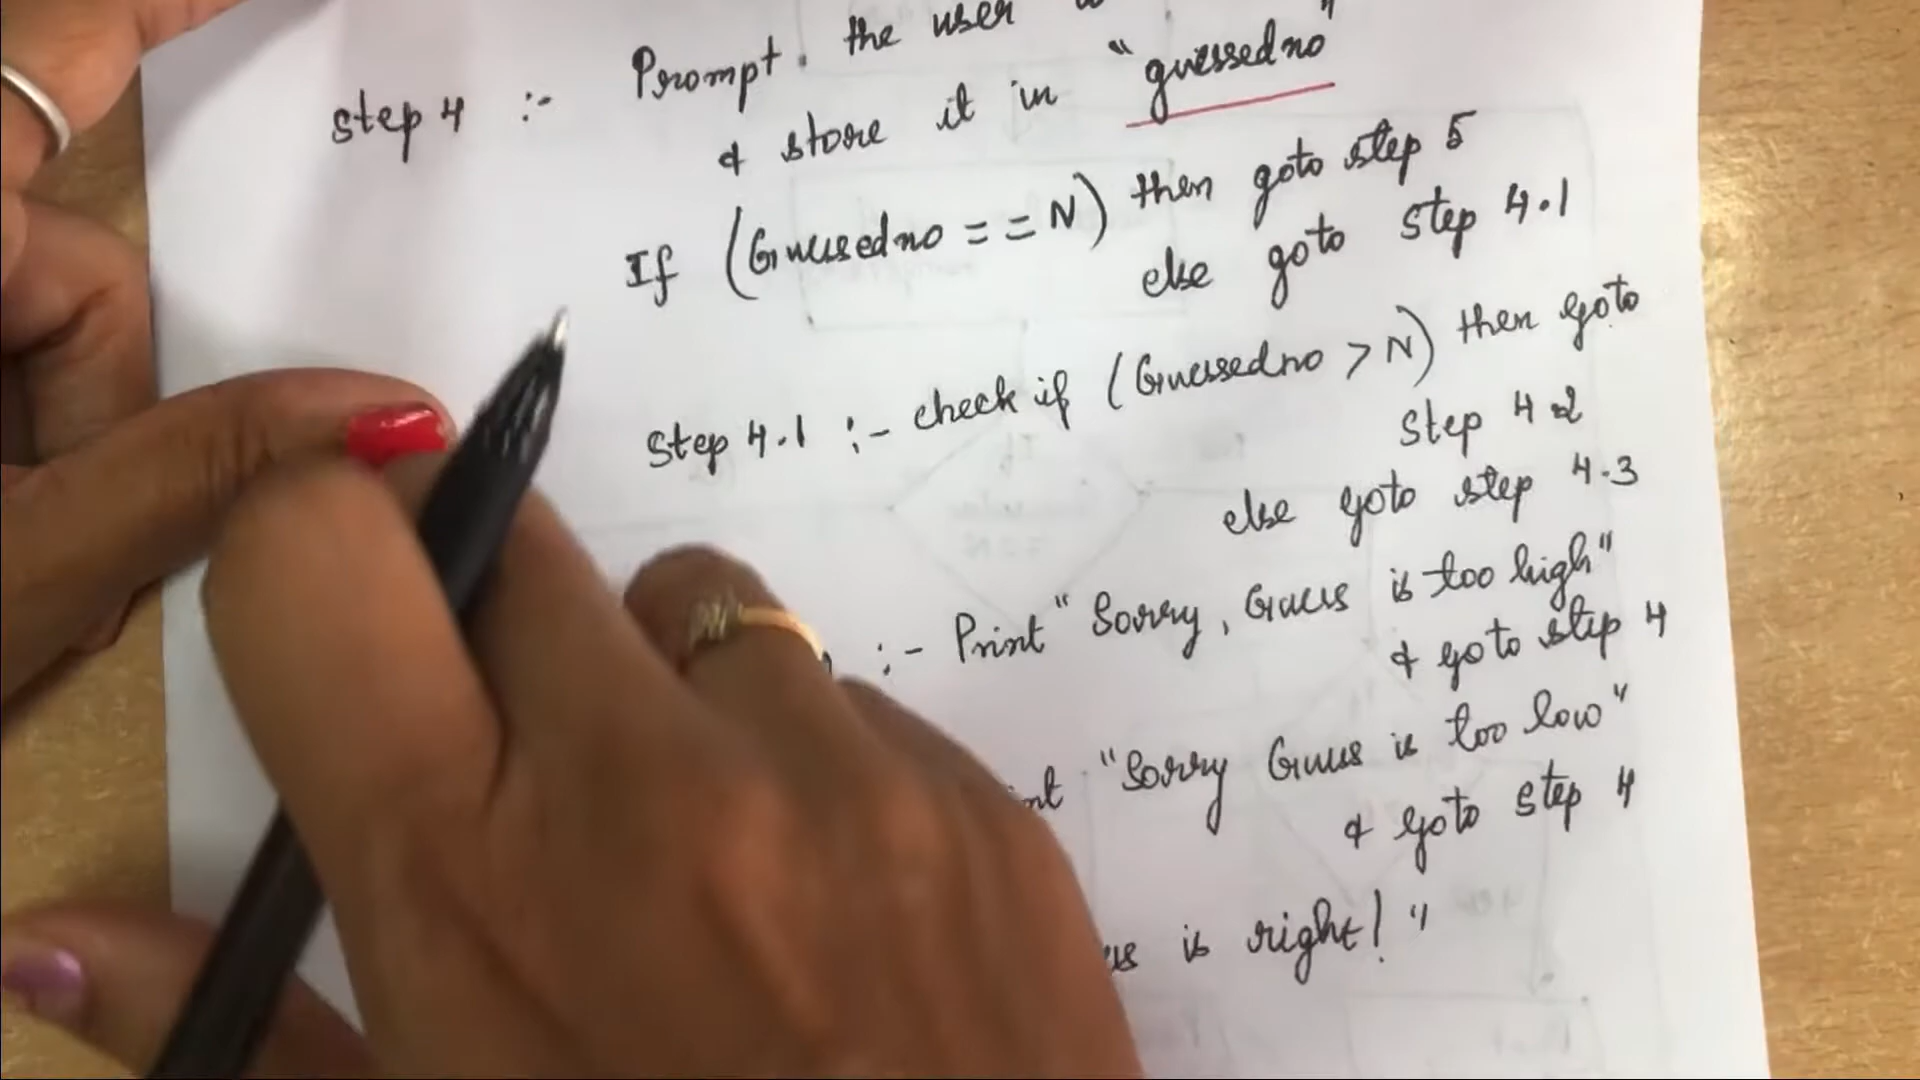 Prompt the user
step 4 :- & store it in "guessedno"
If (Guessedno == N) then goto step 5
else goto step 4.1
step 4.1 :- check if (Guessedno > N) then goto
step 4.2
else goto step 4.3
:- Print "Sorry, Guess is too high"
& goto step 4
"Sorry Guess is too low"
& goto step 4
is right!"